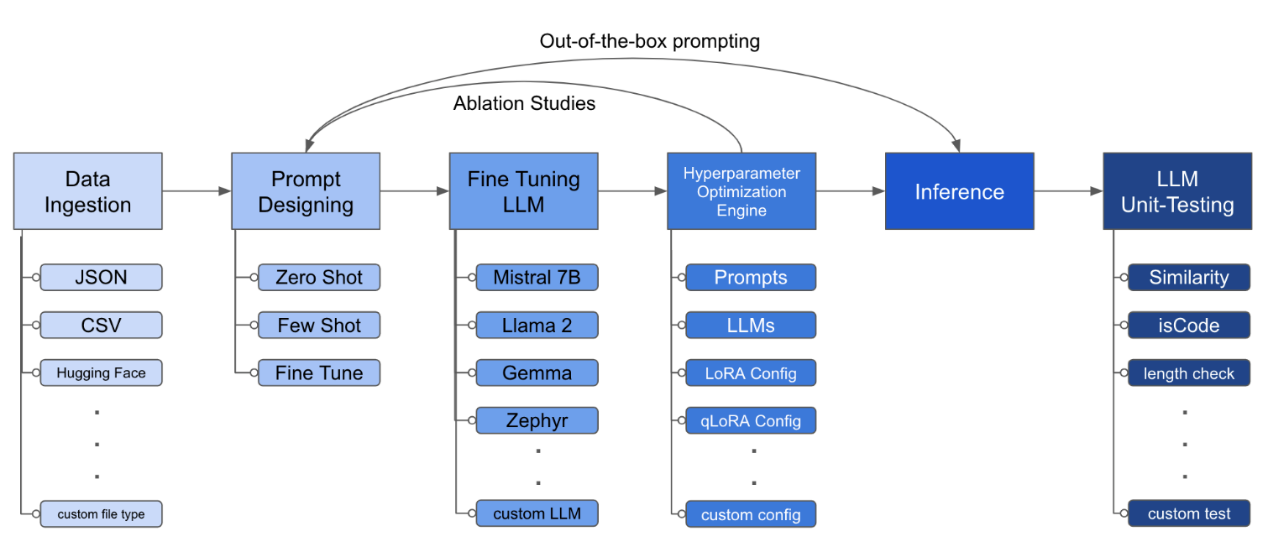 Out-of-the-box prompting
Ablation Studies
Data
Ingestion
JSON
CSV
Hugging Face
custom file type
Prompt
Designing
Zero Shot
Few Shot
Fine Tune
Fine Tuning
LLM
Mistral 7B
Llama 2
Gemma
Zephyr
custom LLM
Hyperparameter
Optimization
Engine
Prompts
LLMs
LoRA Config
qLoRA Config
custom config
Inference
LLM
Unit-Testing
Similarity
isCode
length check
custom test